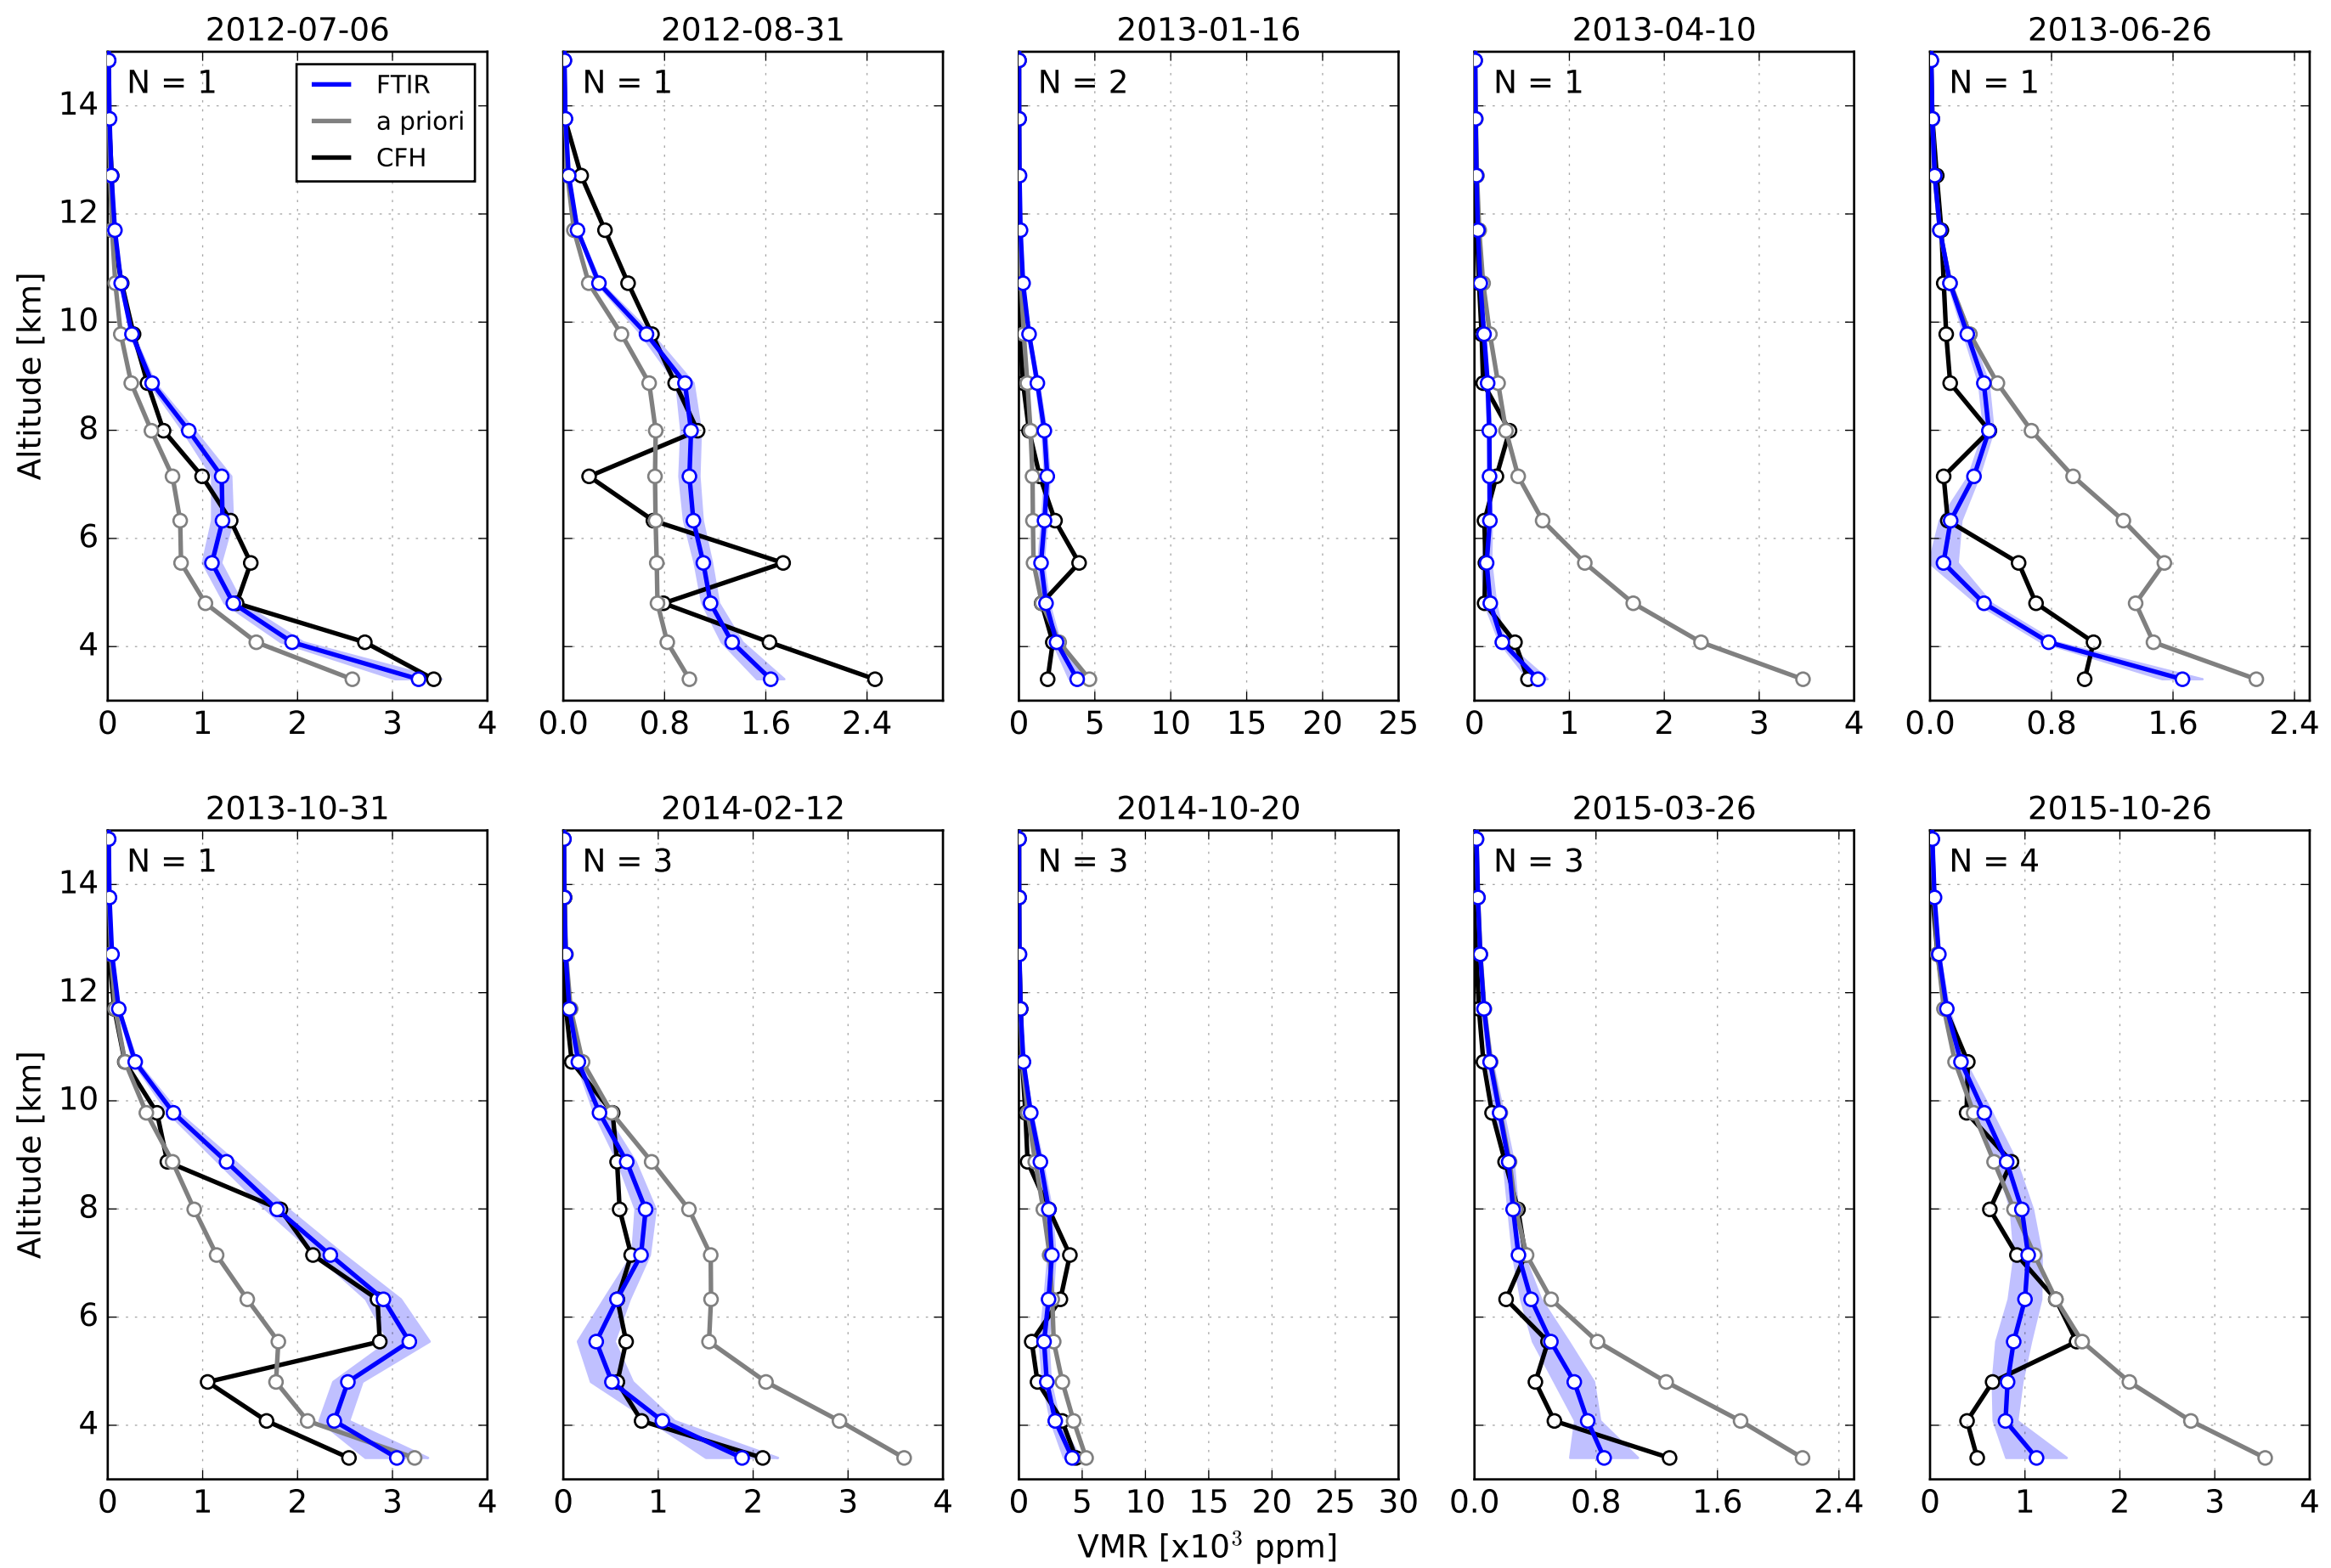 2012-07-06 2012-08-31 2013-01-16 2013-04-10 2013-06-26
N = 1 N = 1 N = 2 N = 1 N = 1
FTIR
a priori
CFH
Altitude [km]
14
12
10
8
6
4
0 1 2 3 4 0.0 0.8 1.6 2.4 0 5 10 15 20 25 0 1 2 3 4 0.0 0.8 1.6 2.4
2013-10-31 2014-02-12 2014-10-20 2015-03-26 2015-10-26
N = 1 N = 3 N = 3 N = 3 N = 4
Altitude [km]
14
12
10
8
6
4
0 1 2 3 4 0 1 2 3 4 0 5 10 15 20 25 30 0.0 0.8 1.6 2.4 0 1 2 3 4
VMR [x10³ ppm]